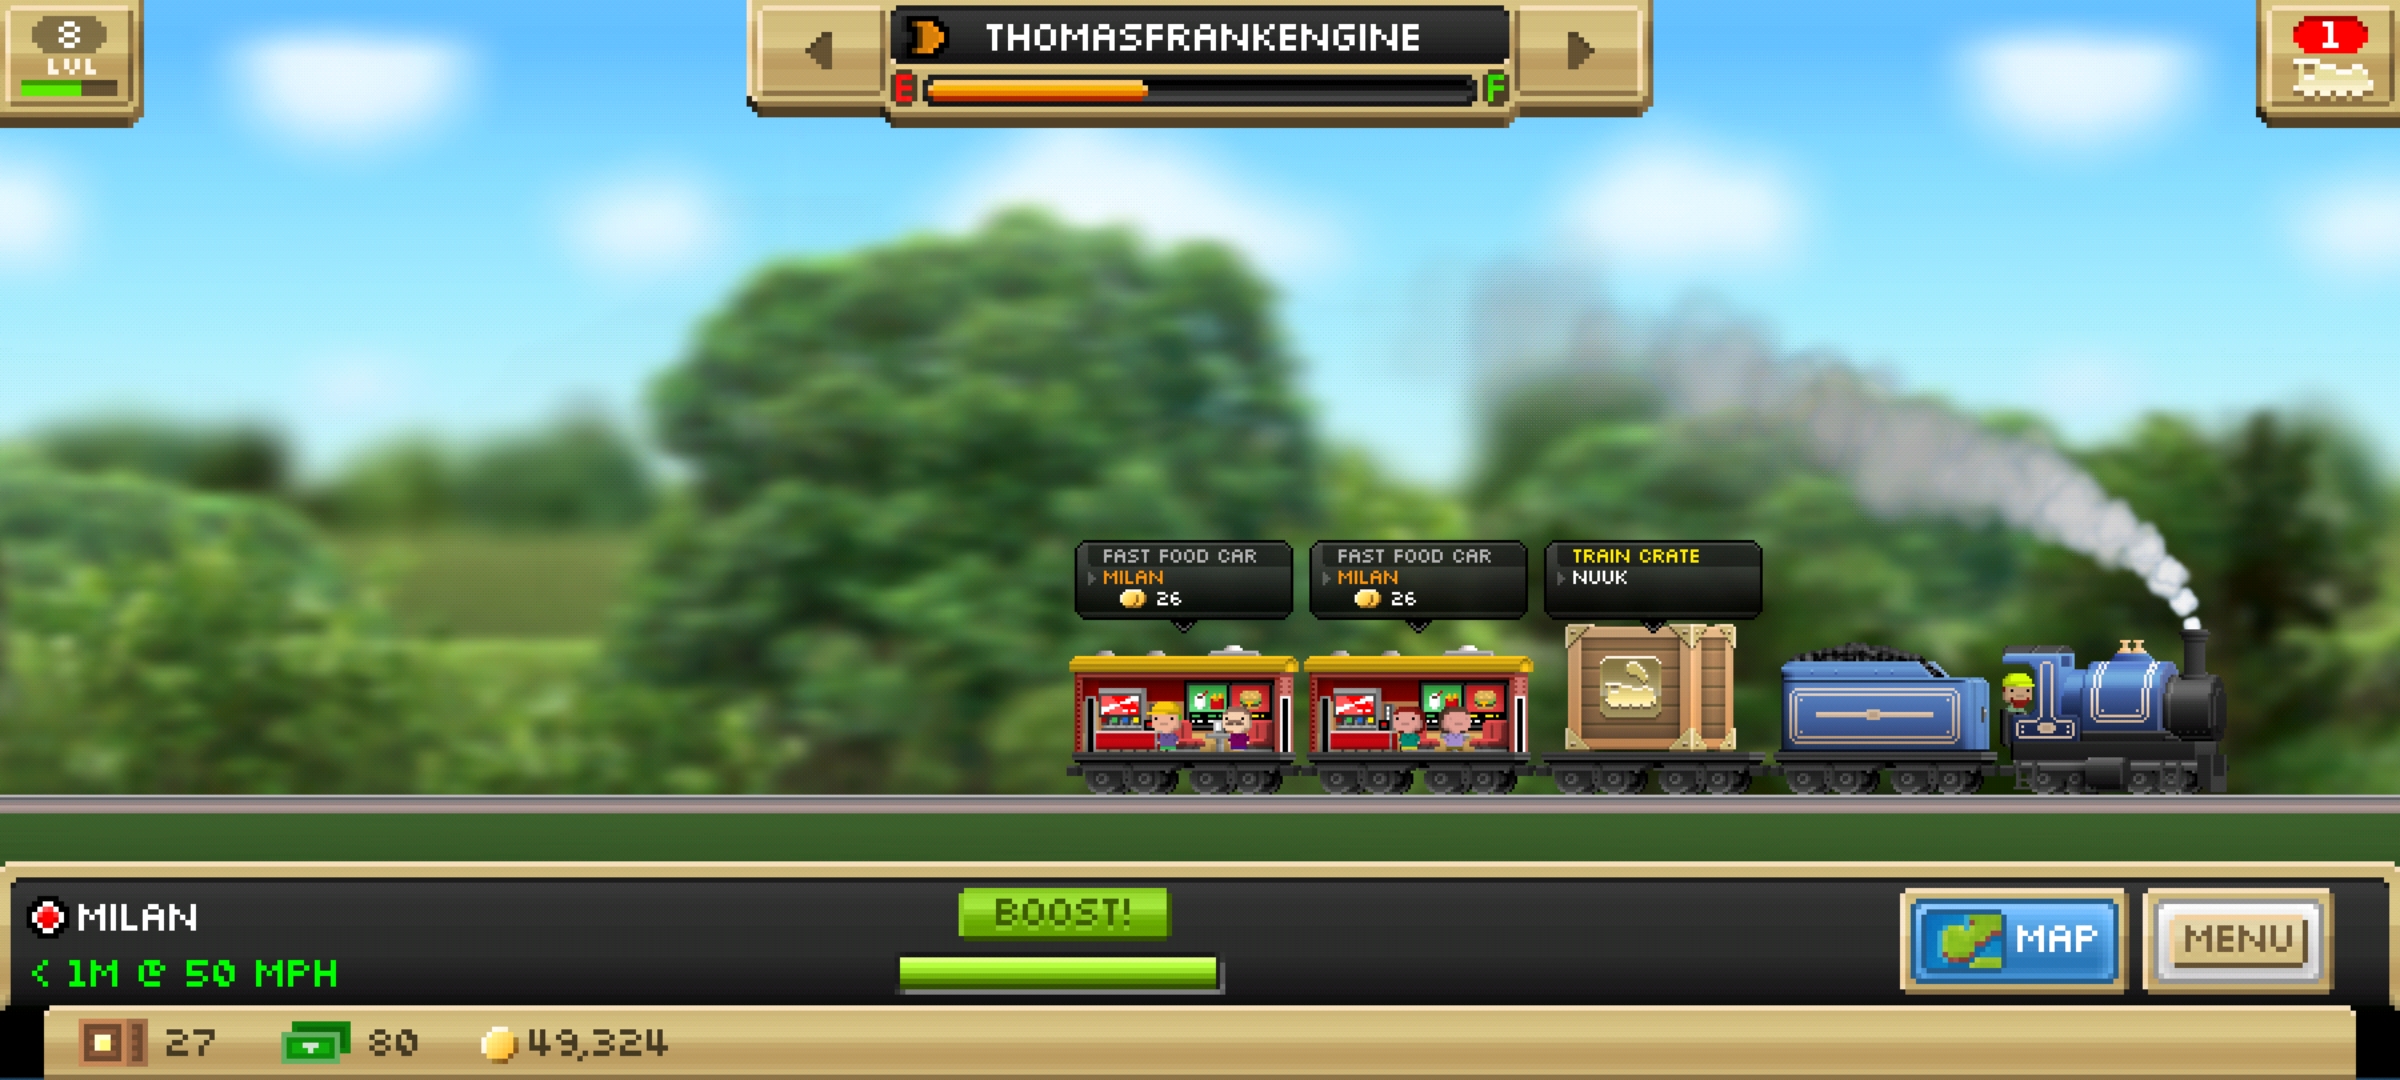 8
LVL
THOMASFRANKENGINE
E F
1
FAST FOOD CAR
MILAN
26
FAST FOOD CAR
MILAN
26
TRAIN CRATE
NUUK
MILAN
< 1M @ 50 MPH
BOOST!
MAP
MENU
27
80
49,324